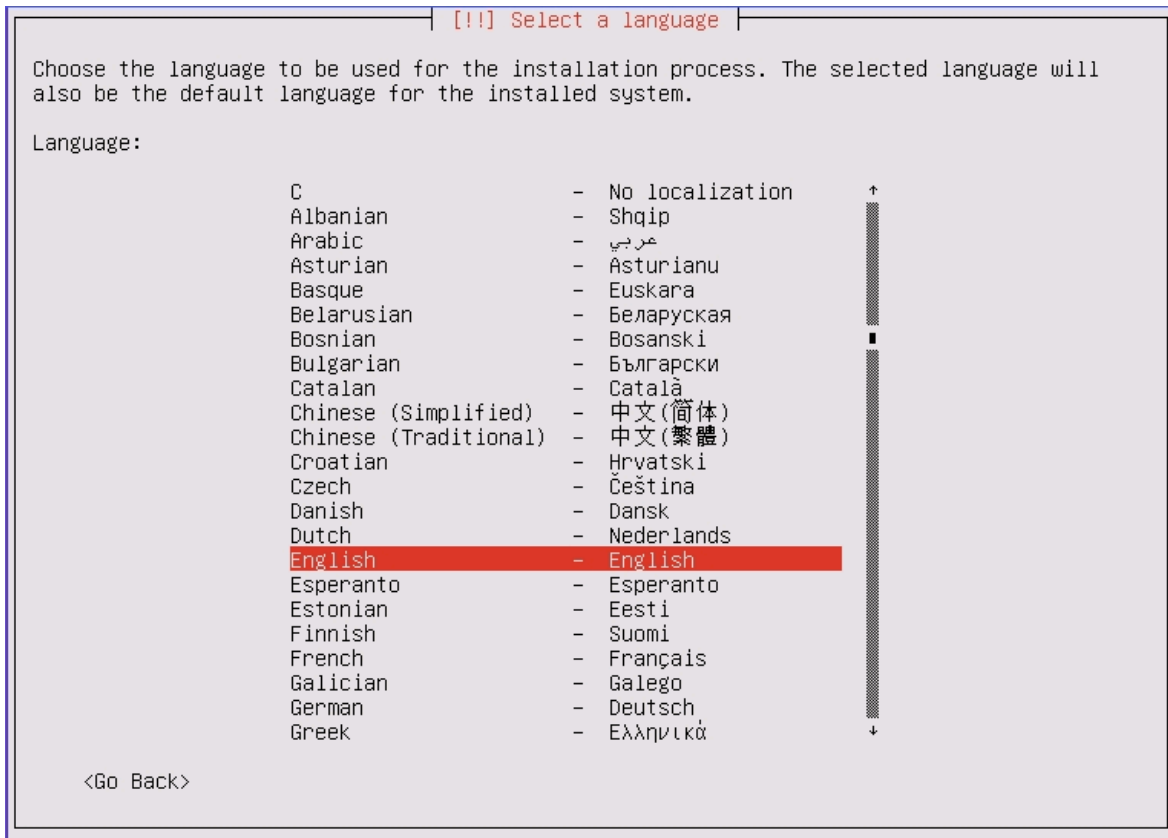 [!!] Select a language
Choose the language to be used for the installation process. The selected language will
also be the default language for the installed system.
Language:
C - No localization
Albanian - Shqip
Arabic - عربي
Asturian - Asturianu
Basque - Euskara
Belarusian - Беларуская
Bosnian - Bosanski
Bulgarian - Български
Catalan - Català
Chinese (Simplified) - 中文(简体)
Chinese (Traditional) - 中文(繁體)
Croatian - Hrvatski
Czech - Čeština
Danish - Dansk
Dutch - Nederlands
English - English
Esperanto - Esperanto
Estonian - Eesti
Finnish - Suomi
French - Français
Galician - Galego
German - Deutsch
Greek - Ελληνικά
<Go Back>